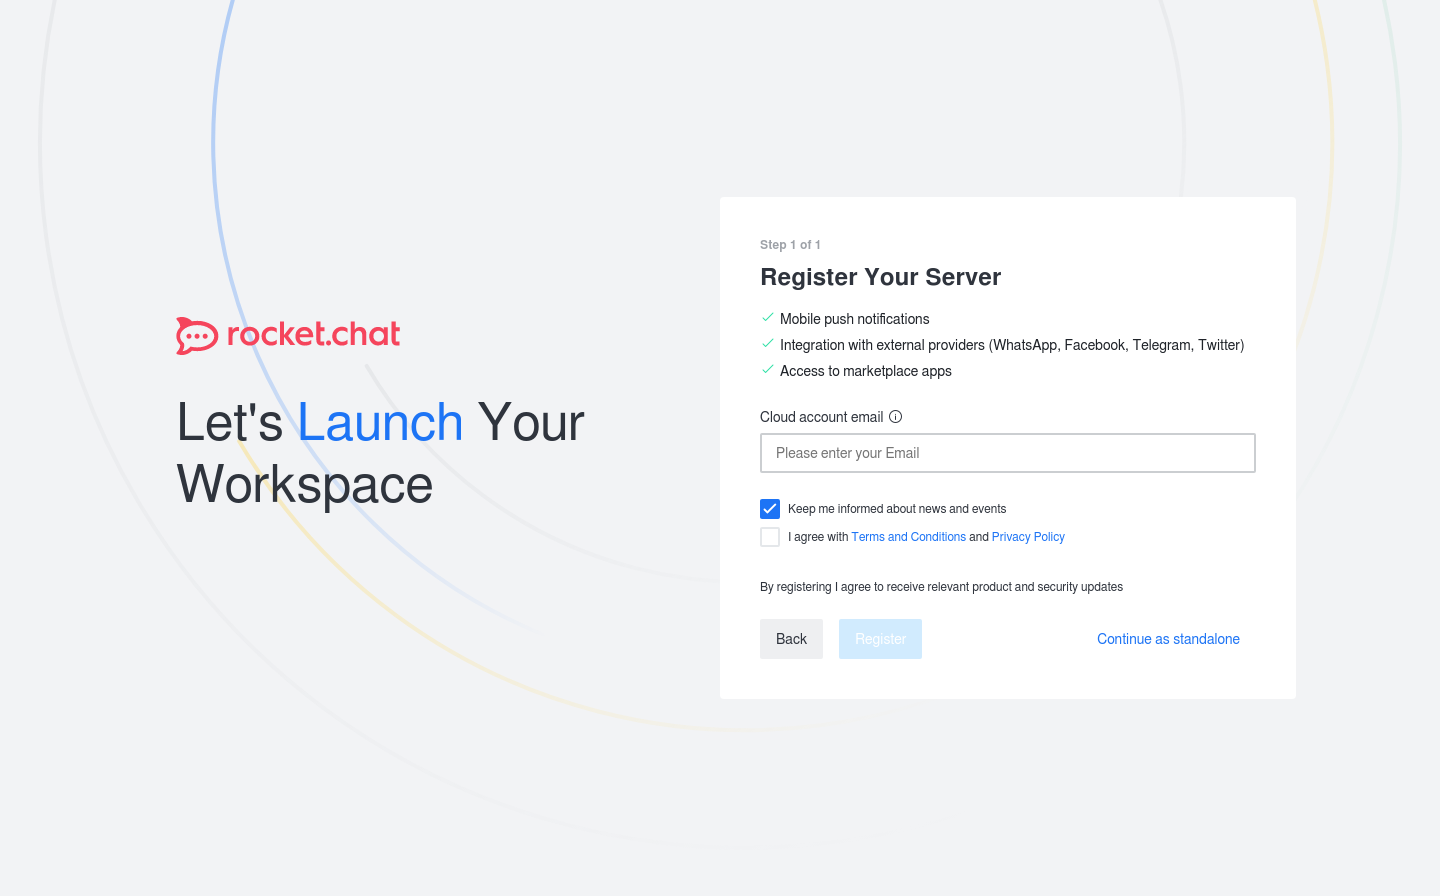 rocket.chat
Let's Launch Your
Workspace
Step 1 of 1
Register Your Server
Mobile push notifications
Integration with external providers (WhatsApp, Facebook, Telegram, Twitter)
Access to marketplace apps
Cloud account email
Please enter your Email
Keep me informed about news and events
I agree with Terms and Conditions and Privacy Policy
By registering I agree to receive relevant product and security updates
Back
Register
Continue as standalone